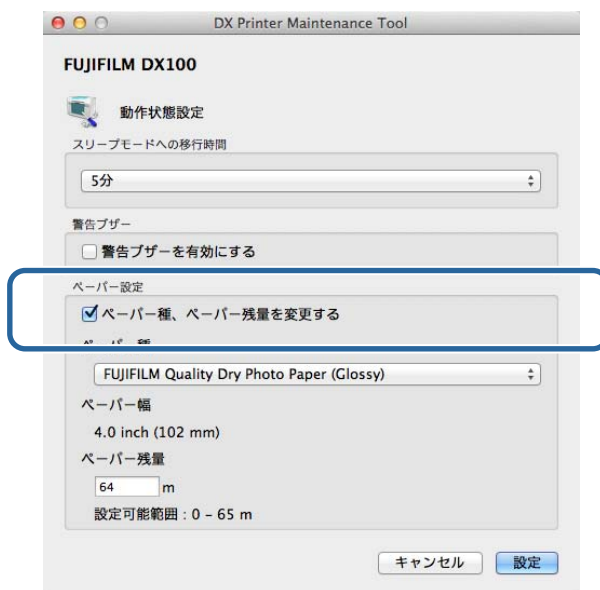 DX Printer Maintenance Tool
FUJIFILM DX100
動作状態設定
スリープモードへの移行時間
5分
警告ブザー
警告ブザーを有効にする
ペーパー設定
ペーパー種、ペーパー残量を変更する
ペーパー種
FUJIFILM Quality Dry Photo Paper (Glossy)
ペーパー幅
4.0 inch (102 mm)
ペーパー残量
64 m
設定可能範囲：0 – 65 m
キャンセル 設定